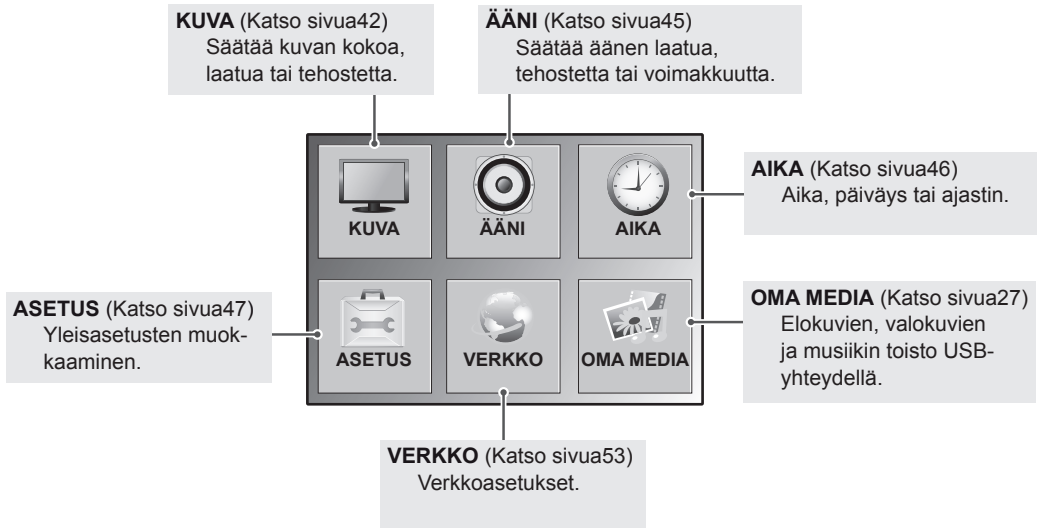 KUVA (Katso sivua42)
Säätää kuvan kokoa,
laatua tai tehostetta.
ÄÄNI (Katso sivua45)
Säätää äänen laatua,
tehostetta tai voimakkuutta.
KUVA
ÄÄNI
AIKA
AIKA (Katso sivua46)
Aika, päiväys tai ajastin.
ASETUS (Katso sivua47)
Yleisasetusten muok-
kaaminen.
ASETUS
VERKKO
OMA MEDIA
OMA MEDIA (Katso sivua27)
Elokuvien, valokuvien
ja musiikin toisto USB-
yhteydellä.
VERKKO (Katso sivua53)
Verkkoasetukset.